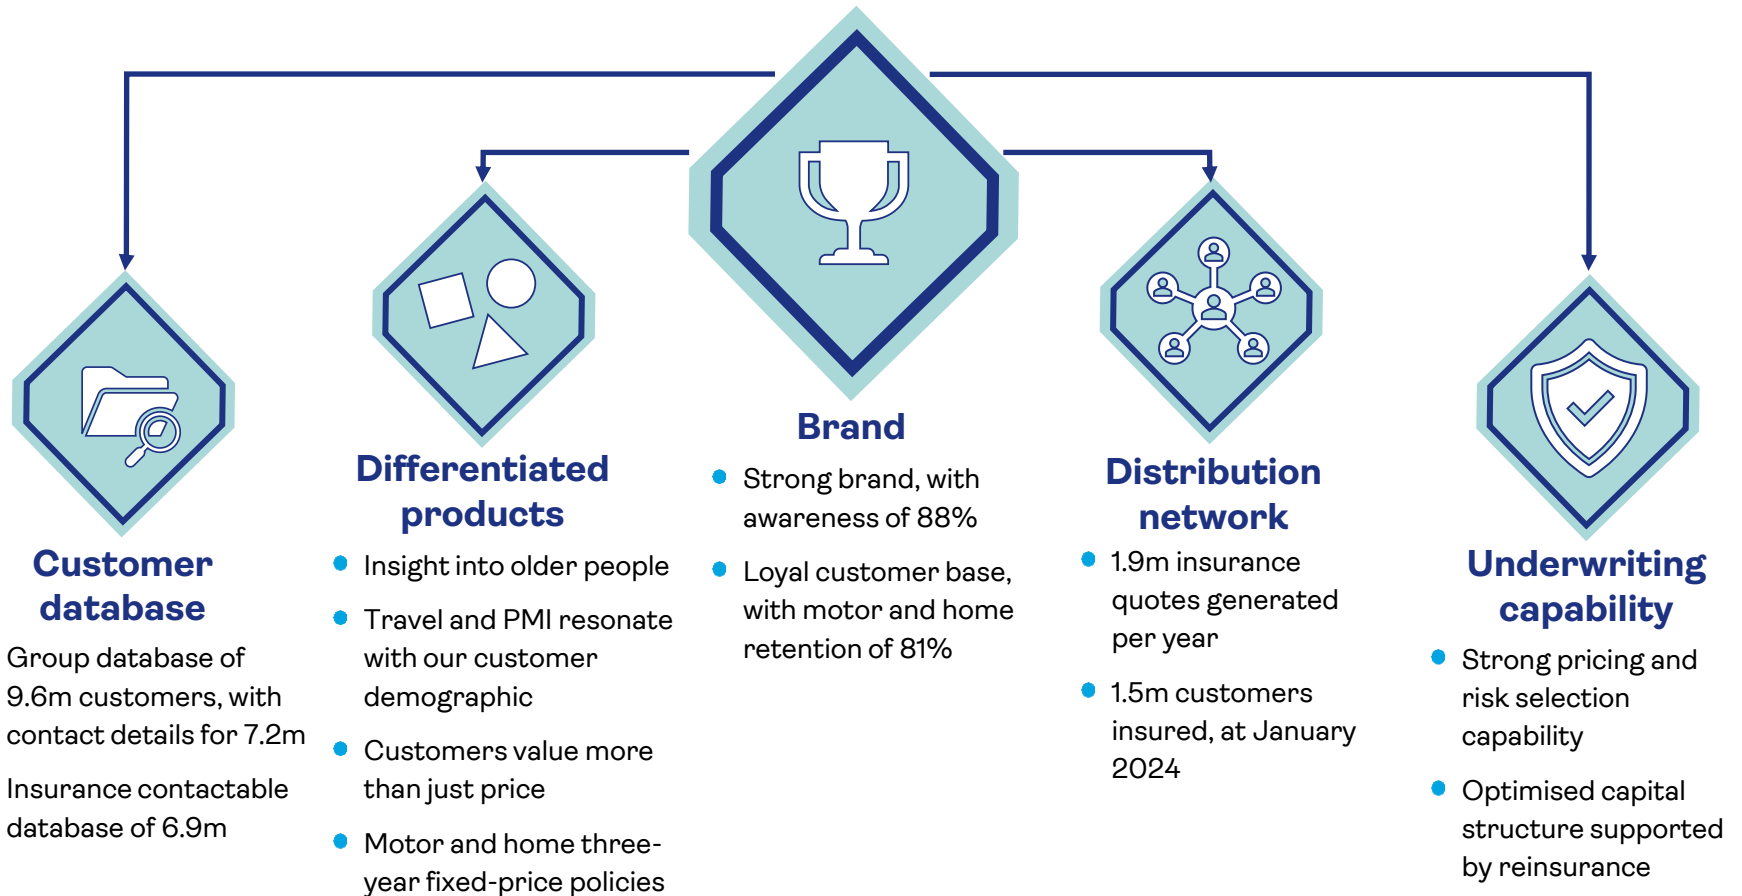 Customer
database
Group database of
9.6m customers, with
contact details for 7.2m
Insurance contactable
database of 6.9m
Differentiated
products
Insight into older people
Travel and PMI resonate
with our customer
demographic
Customers value more
than just price
Motor and home three-
year fixed-price policies
Brand
Strong brand, with
awareness of 88%
Loyal customer base,
with motor and home
retention of 81%
Distribution
network
1.9m insurance
quotes generated
per year
1.5m customers
insured, at January
2024
Underwriting
capability
Strong pricing and
risk selection
capability
Optimised capital
structure supported
by reinsurance